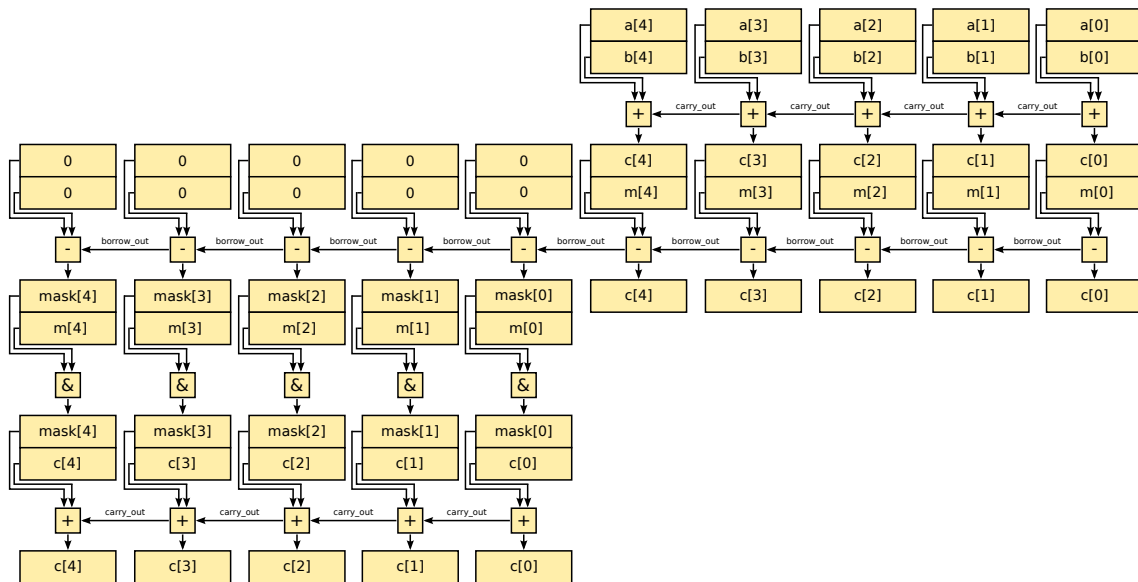 a[4] a[3] a[2] a[1] a[0]
b[4] b[3] b[2] b[1] b[0]
+ carry_out + carry_out + carry_out + carry_out +
0 0 0 0 0 c[4] c[3] c[2] c[1] c[0]
0 0 0 0 0 m[4] m[3] m[2] m[1] m[0]
- borrow_out - borrow_out - borrow_out - borrow_out - borrow_out - borrow_out - borrow_out - borrow_out - borrow_out -
mask[4] mask[3] mask[2] mask[1] mask[0] c[4] c[3] c[2] c[1] c[0]
m[4] m[3] m[2] m[1] m[0]
& & & & &
mask[4] mask[3] mask[2] mask[1] mask[0]
c[4] c[3] c[2] c[1] c[0]
+ carry_out + carry_out + carry_out + carry_out +
c[4] c[3] c[2] c[1] c[0]